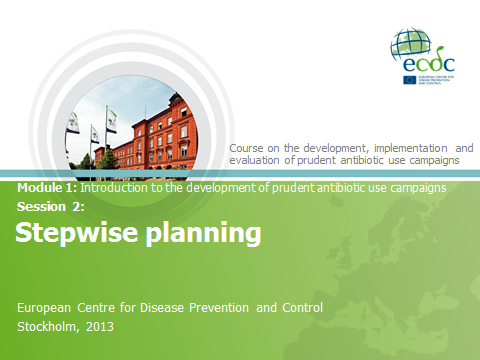 ecdc
EUROPEAN CENTRE FOR
DISEASE PREVENTION
AND CONTROL
Course on the development, implementation and
evaluation of prudent antibiotic use campaigns
Module 1: Introduction to the development of prudent antibiotic use campaigns
Session 2:
Stepwise planning
European Centre for Disease Prevention and Control
Stockholm, 2013